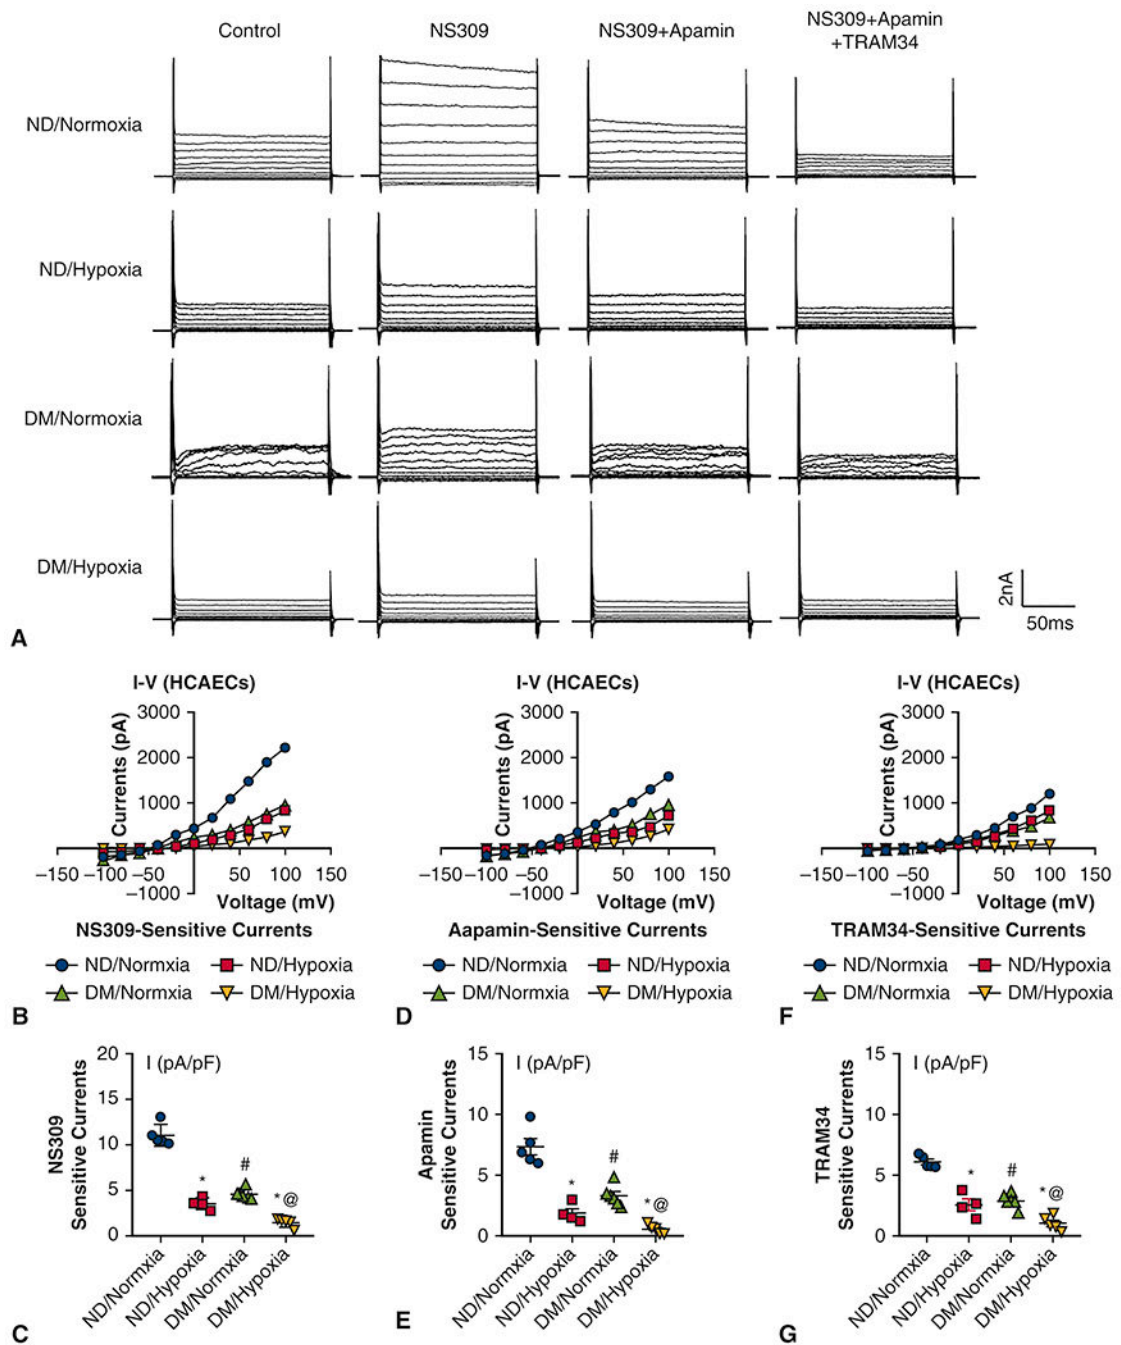 Control
NS309
NS309+Apamin
NS309+Apamin
+TRAM34
ND/Normoxia
ND/Hypoxia
DM/Normoxia
DM/Hypoxia
2nA
50ms
A
I-V (HCAECs)
Currents (pA)
3000
2000
1000
−1000
−150 −100 −50 50 100 150
Voltage (mV)
NS309-Sensitive Currents
ND/Normxia ND/Hypoxia
DM/Normxia DM/Hypoxia
B
I-V (HCAECs)
Currents (pA)
3000
2000
1000
−1000
−150 −100 −50 50 100 150
Voltage (mV)
Aapamin-Sensitive Currents
ND/Normxia ND/Hypoxia
DM/Normxia DM/Hypoxia
D
I-V (HCAECs)
Currents (pA)
3000
2000
1000
−1000
−150 −100 −50 50 100 150
Voltage (mV)
TRAM34-Sensitive Currents
ND/Normxia ND/Hypoxia
DM/Normxia DM/Hypoxia
F
NS309
Sensitive Currents
I (pA/pF)
20
15
10
5
0
*
#
* @
ND/Normxia
ND/Hypoxia
DM/Normxia
DM/Hypoxia
C
Apamin
Sensitive Currents
I (pA/pF)
15
10
5
0
*
#
* @
ND/Normxia
ND/Hypoxia
DM/Normxia
DM/Hypoxia
E
TRAM34
Sensitive Currents
I (pA/pF)
15
10
5
0
*
#
* @
ND/Normxia
ND/Hypoxia
DM/Normxia
DM/Hypoxia
G